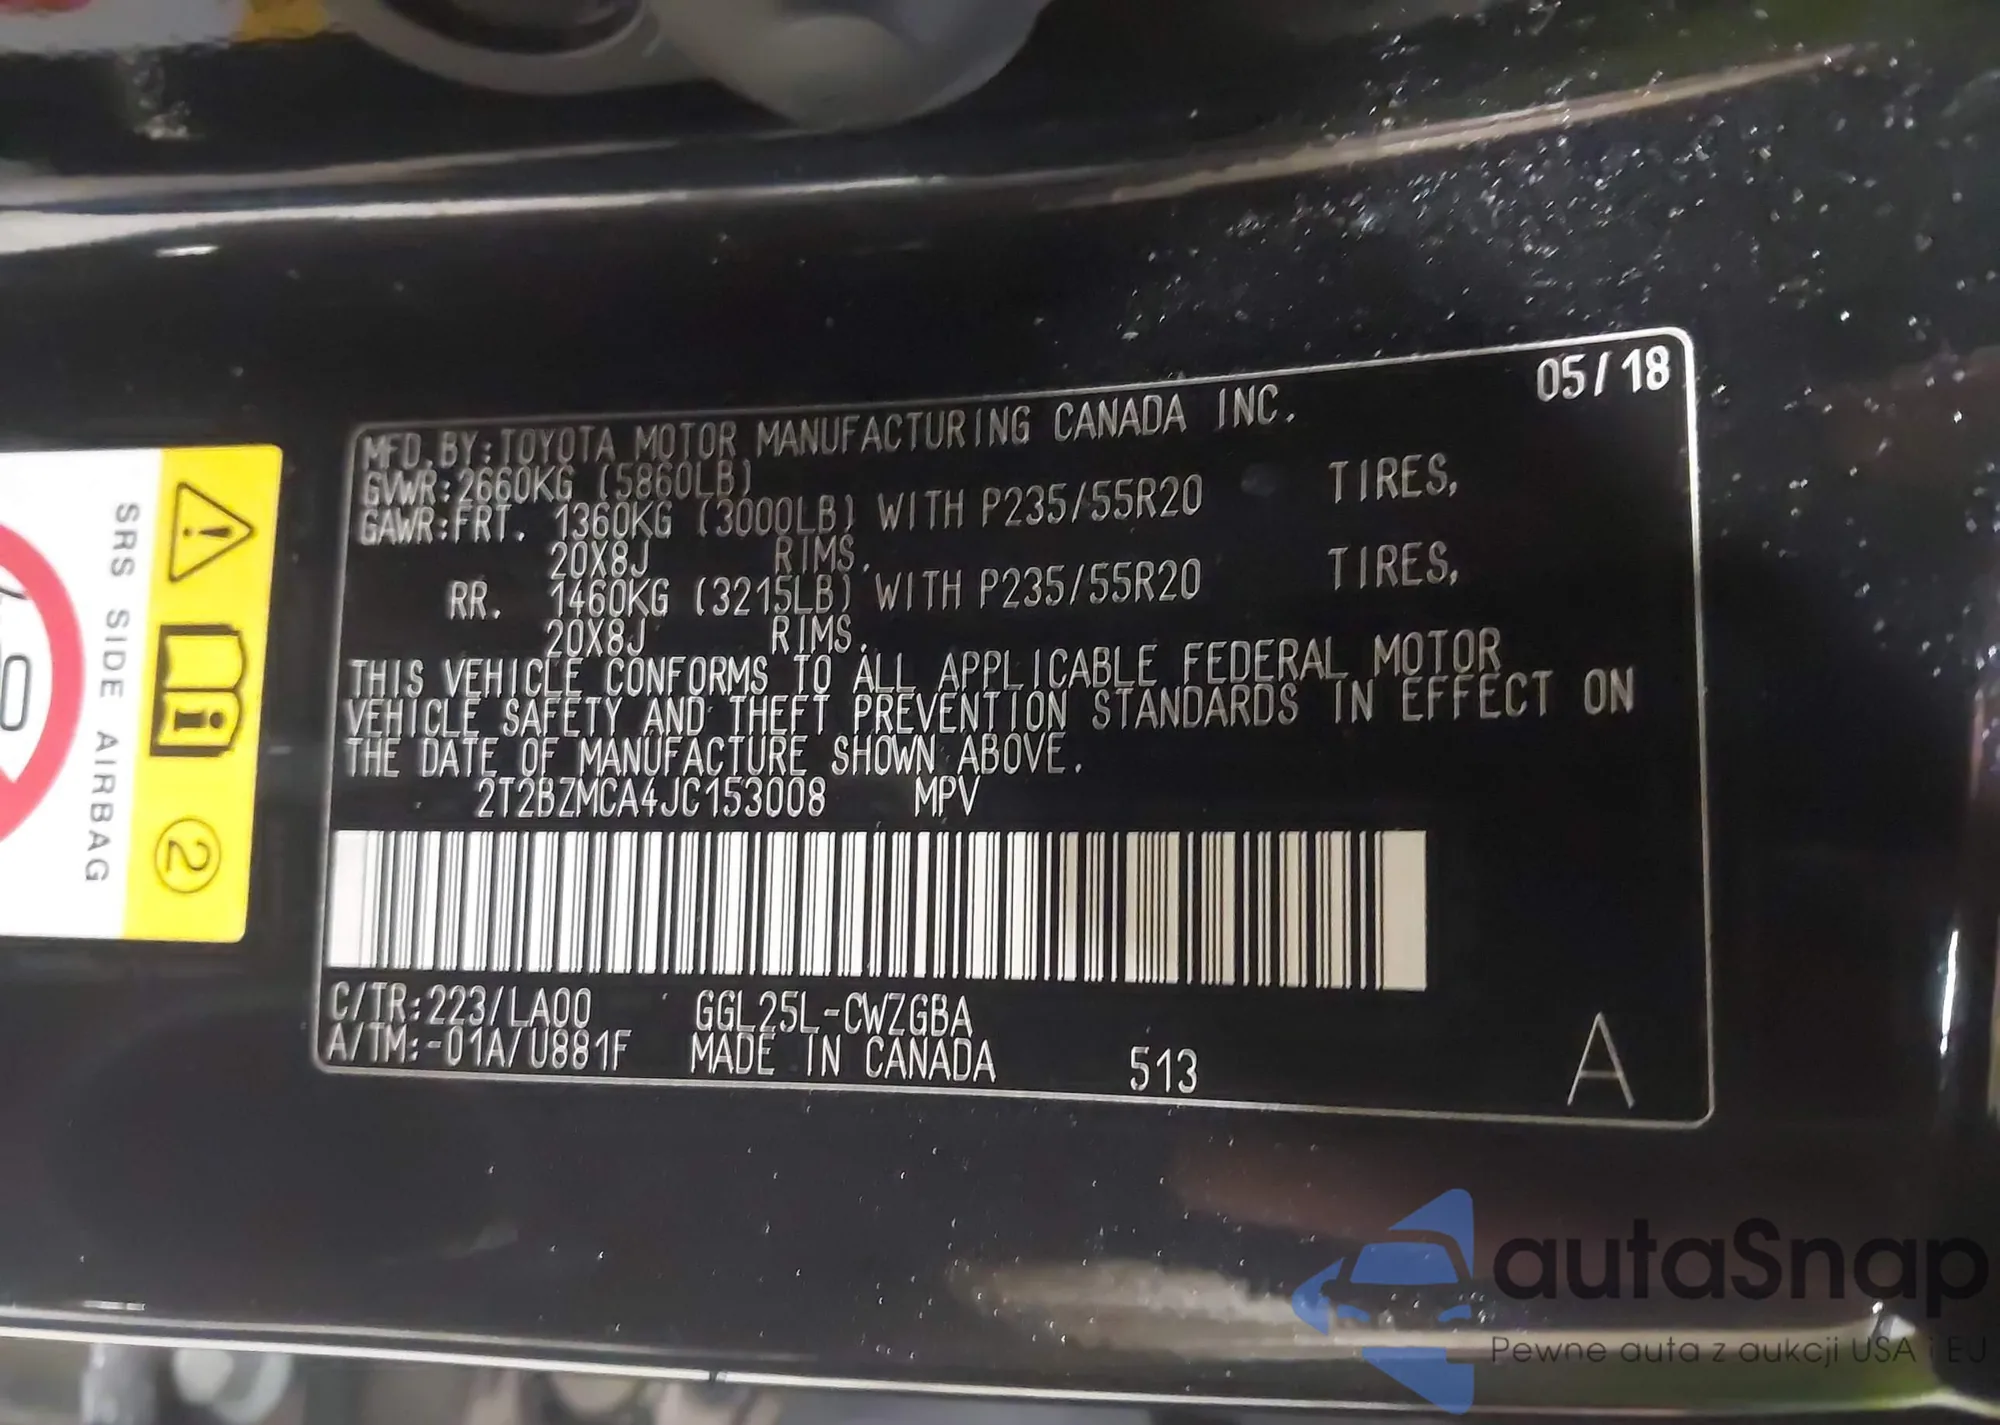 05/18
MFD. BY: TOYOTA MOTOR MANUFACTURING CANADA INC.
GVWR: 2660KG (5860LB)
GAWR: FRT. 1360KG (3000LB) WITH P235/55R20 TIRES,
20X8J RIMS.
RR. 1460KG (3215LB) WITH P235/55R20 TIRES,
20X8J RIMS.
THIS VEHICLE CONFORMS TO ALL APPLICABLE FEDERAL MOTOR
VEHICLE SAFETY AND THEFT PREVENTION STANDARDS IN EFFECT ON
THE DATE OF MANUFACTURE SHOWN ABOVE.
2T2BZMCA4JC153008 MPV
C/TR: 223/LA00 GGL25L-CWZGBA
A/TM: -01A/U881F MADE IN CANADA 513 A
SRS SIDE AIRBAG
2
autaSnap
Pewne auta z aukcji USA i EU